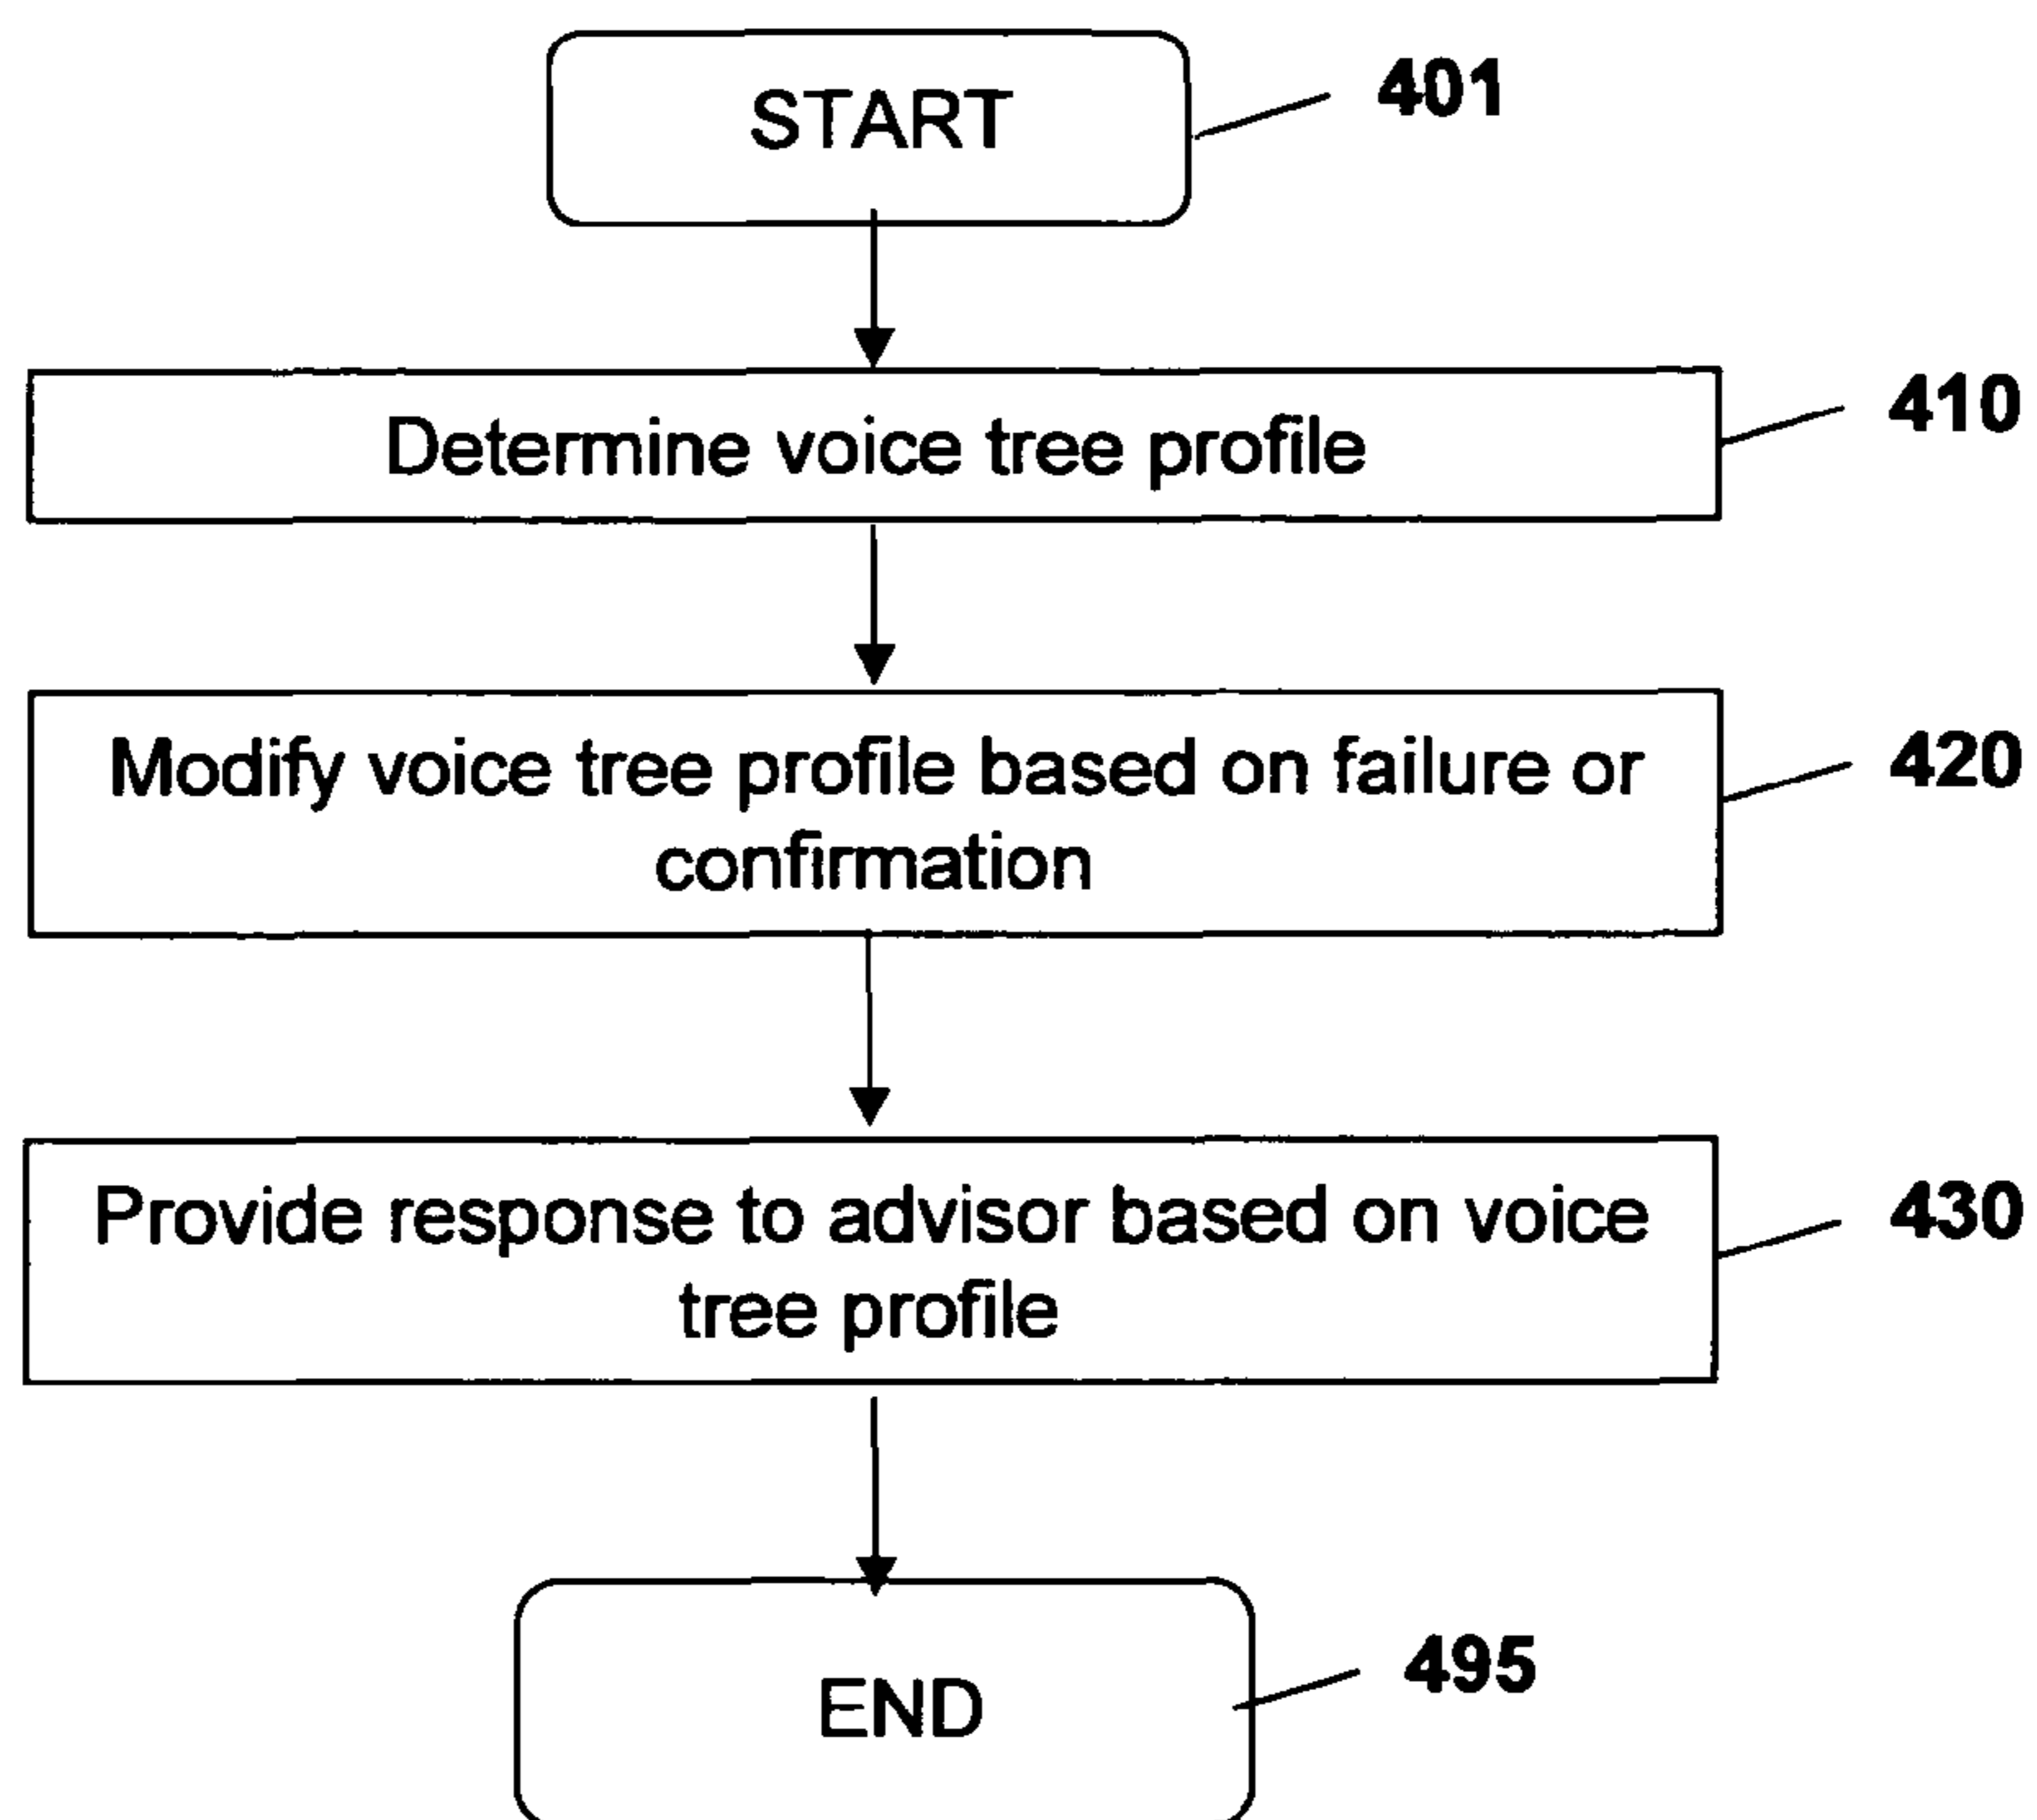 START
401
Determine voice tree profile
410
Modify voice tree profile based on failure or
confirmation
420
Provide response to advisor based on voice
tree profile
430
END
495